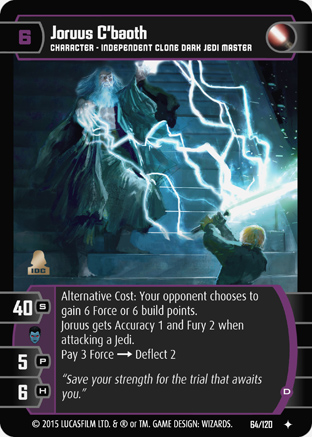 6 Joruus C'baoth
CHARACTER - INDEPENDENT CLONE DARK JEDI MASTER
IDC
40 S
5 P
6 H
Alternative Cost: Your opponent chooses to
gain 6 Force or 6 build points.
Joruus gets Accuracy 1 and Fury 2 when
attacking a Jedi.
Pay 3 Force → Deflect 2
“Save your strength for the trial that awaits
you.”
D
© 2015 LUCASFILM LTD. & ® or TM. GAME DESIGN: WIZARDS. 64/120